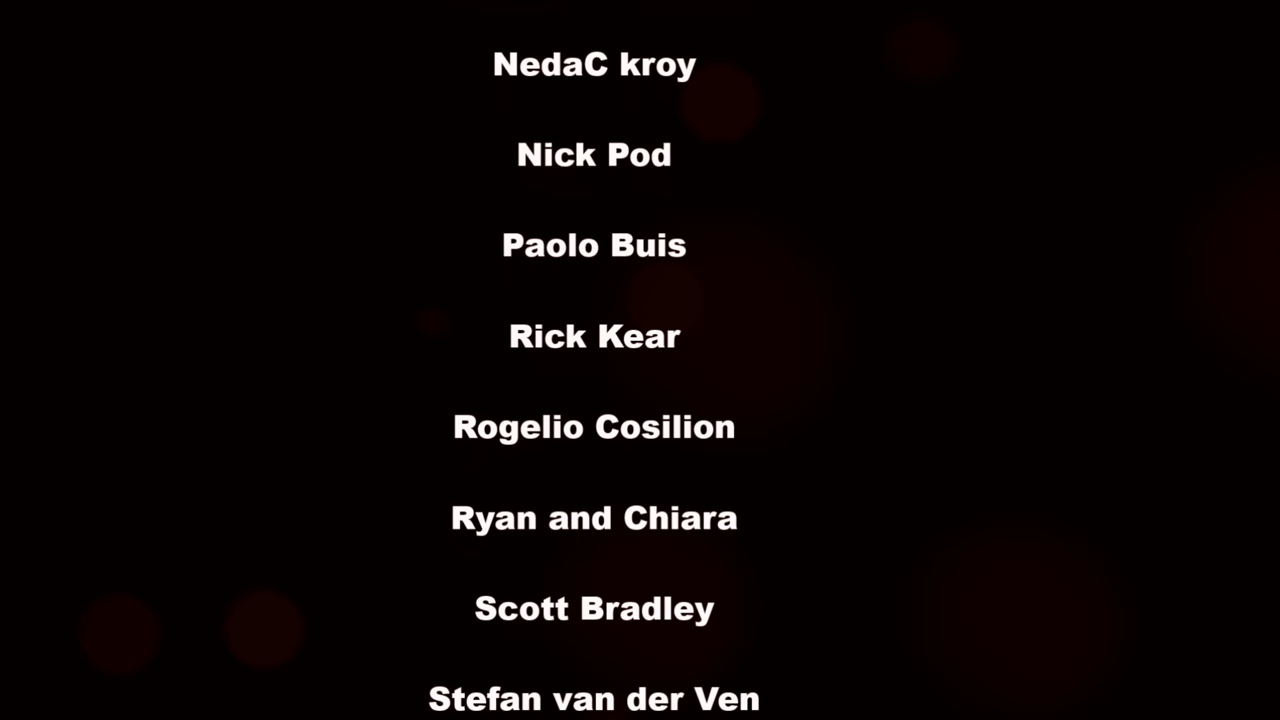 NedaC kroy
Nick Pod
Paolo Buis
Rick Kear
Rogelio Cosilion
Ryan and Chiara
Scott Bradley
Stefan van der Ven